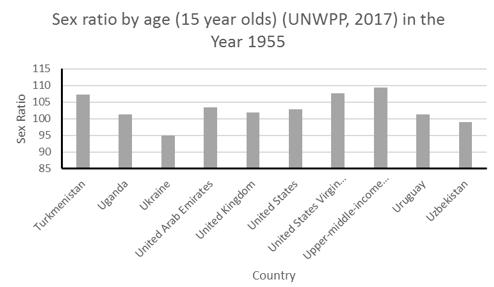 Sex ratio by age (15 year olds) (UNWPP, 2017) in the
Year 1955
115
110
105
100
95
90
85
Sex Ratio
Turkmenistan
Uganda
Ukraine
United Arab Emirates
United Kingdom
United States
United States Virgin...
Upper-middle-income...
Uruguay
Uzbekistan
Country